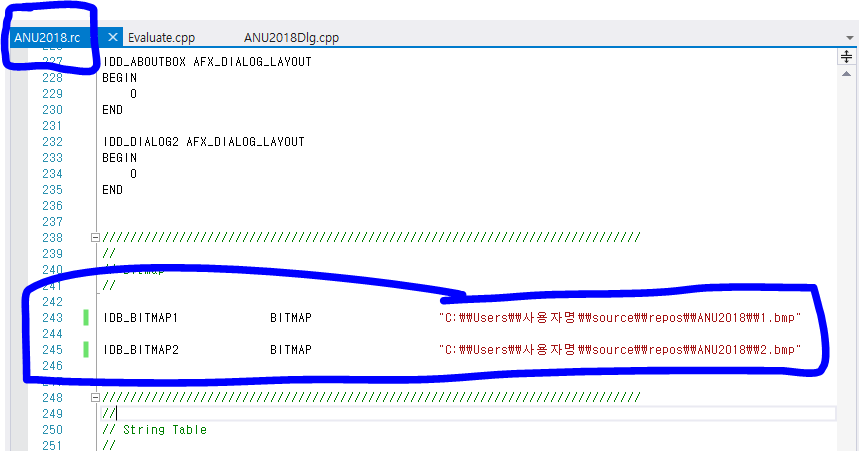 ANU2018.rc Evaluate.cpp ANU2018Dlg.cpp
227 IDD_ABOUTBOX AFX_DIALOG_LAYOUT
228 BEGIN
229 0
230 END
231
232 IDD_DIALOG2 AFX_DIALOG_LAYOUT
233 BEGIN
234 0
235 END
236
237
238 /////////////////////////////////////////////////////////////////////////////
239 //
240 // Bitmap
241 //
242
243 IDB_BITMAP1 BITMAP "C:₩₩Users₩₩사용자명₩₩source₩₩repos₩₩ANU2018₩₩1.bmp"
244
245 IDB_BITMAP2 BITMAP "C:₩₩Users₩₩사용자명₩₩source₩₩repos₩₩ANU2018₩₩2.bmp"
246
248 /////////////////////////////////////////////////////////////////////////////
249 //
250 // String Table
251 //